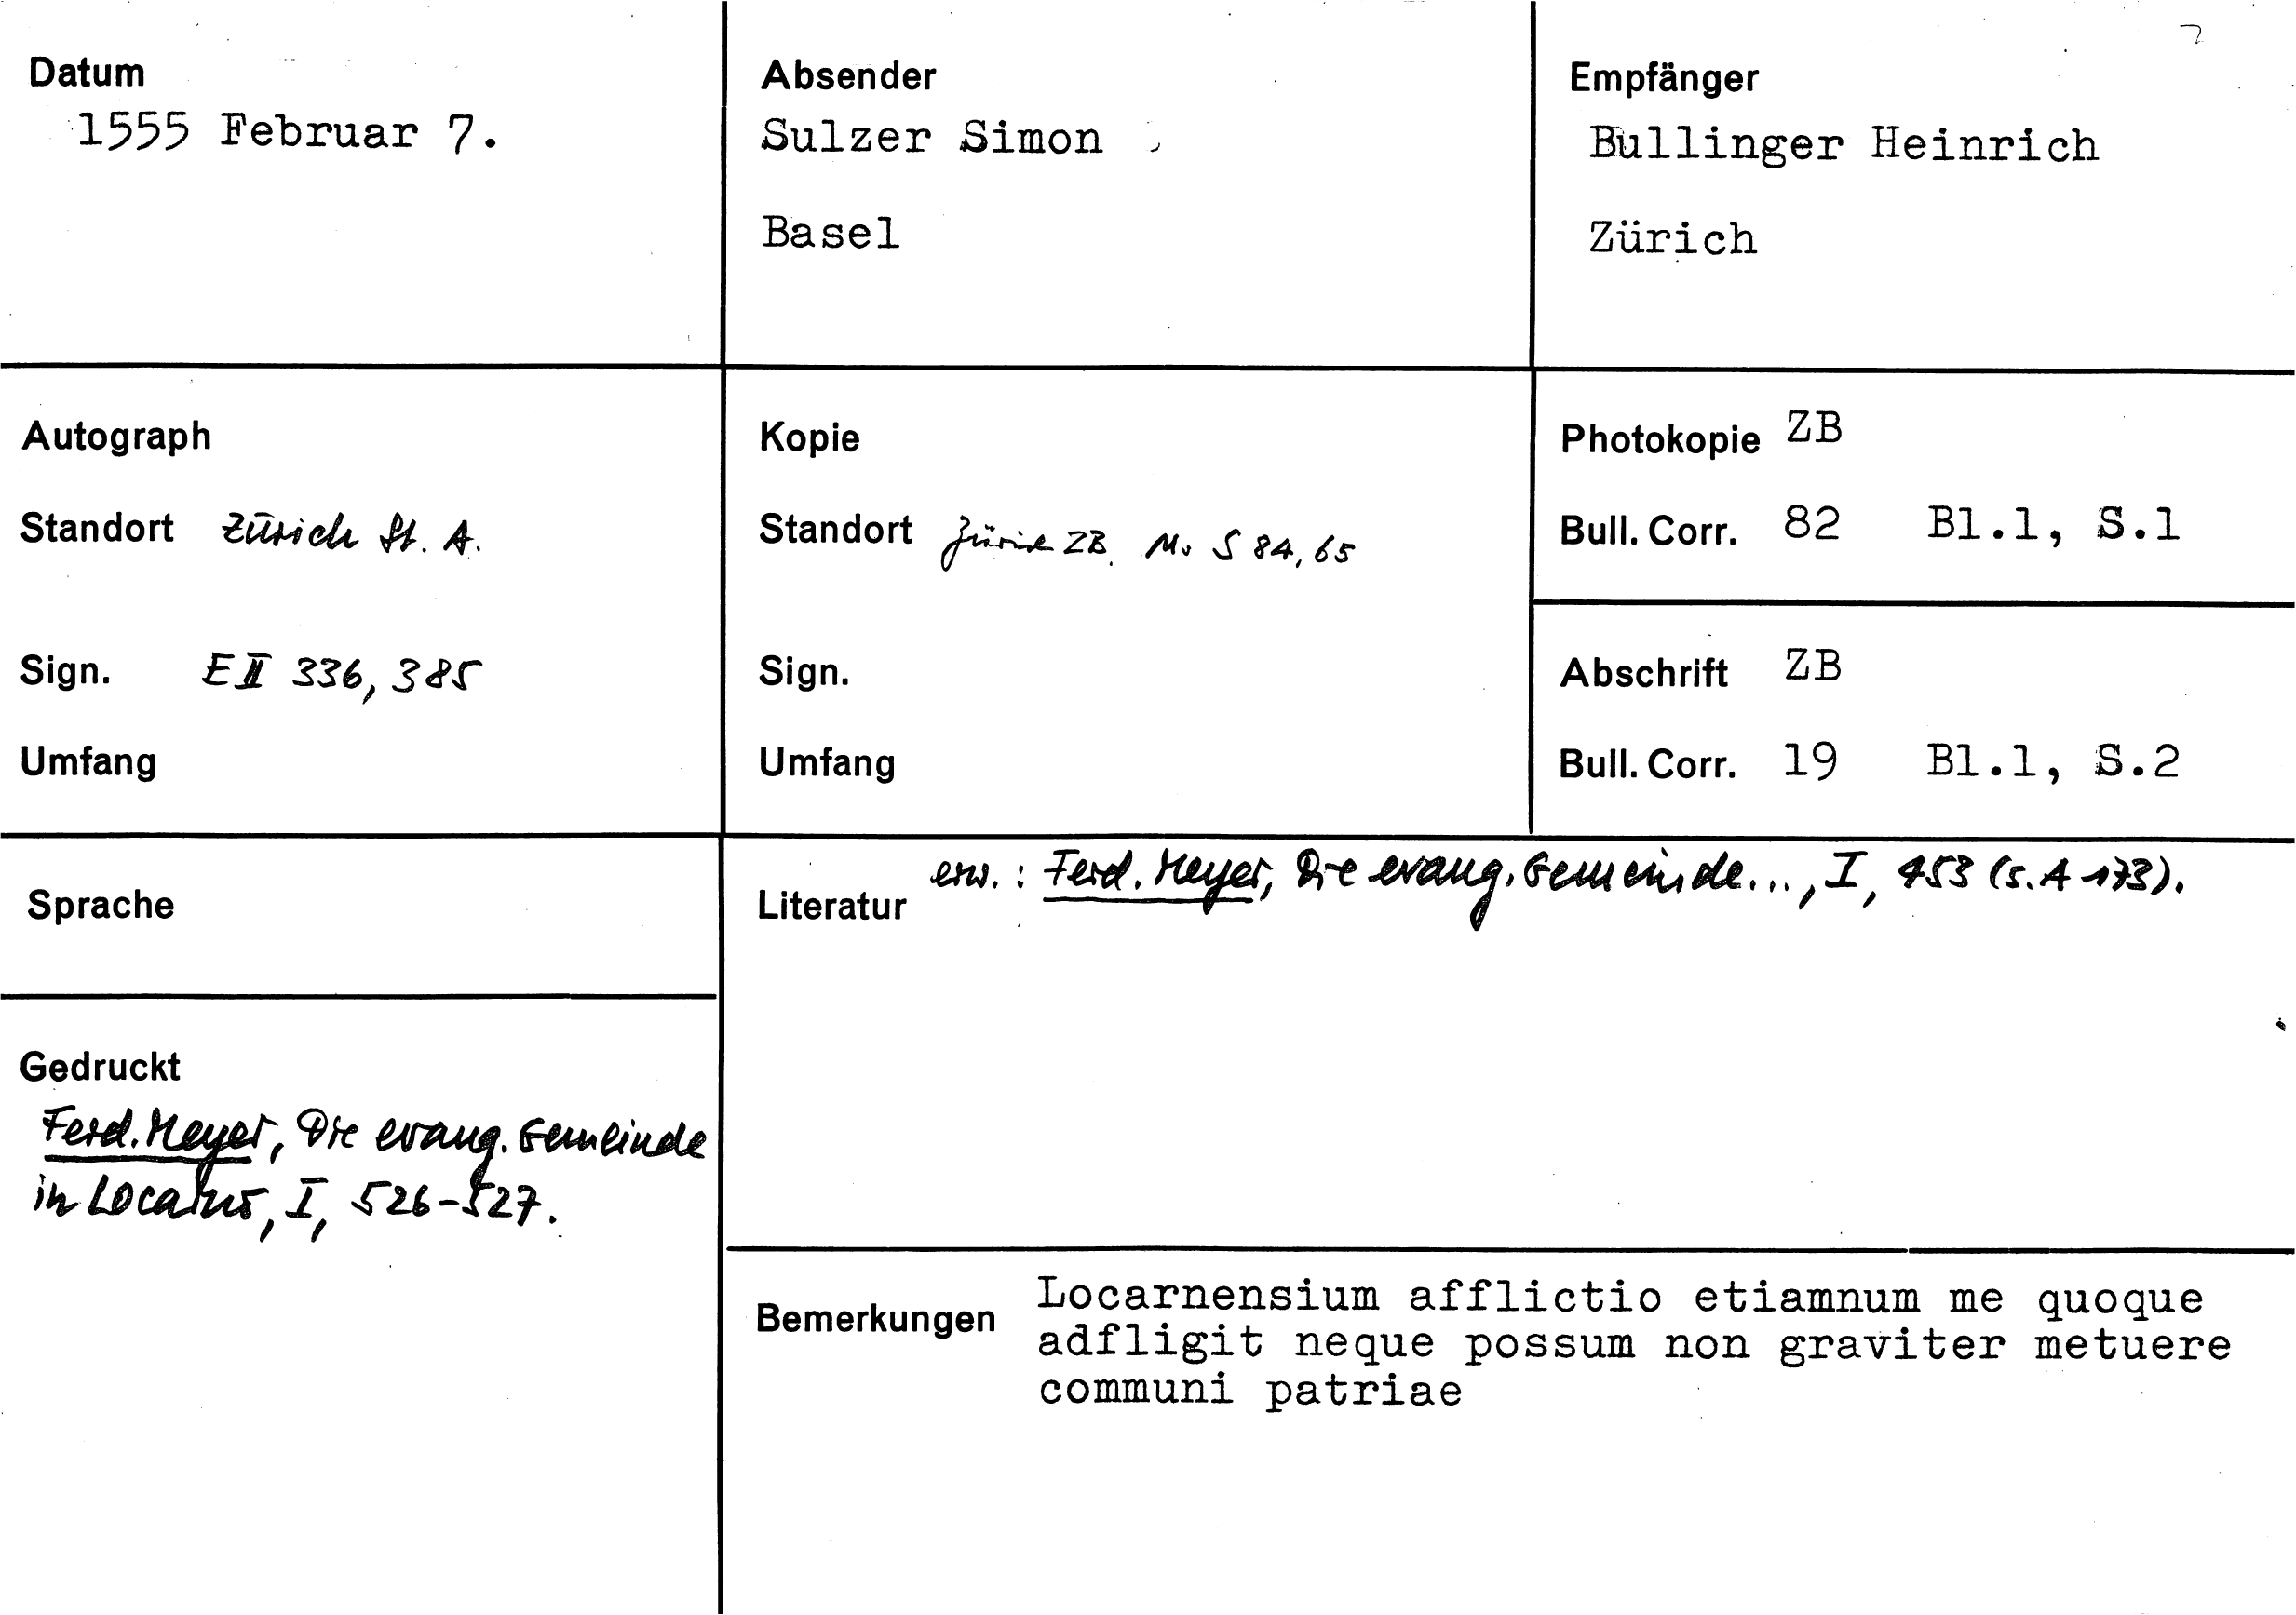 Datum
1555 Februar 7.
Absender
Sulzer Simon
Basel
Empfänger
Bullinger Heinrich
Zürich
Autograph
Standort Zürich St. A.
Sign. E II 336, 385
Umfang
Kopie
Standort Zürich ZB. Ms S 84, 65
Sign.
Umfang
Photokopie ZB
Bull. Corr. 82 Bl.1, S.1
Abschrift ZB
Bull. Corr. 19 Bl.1, S.2
Sprache
Literatur erw.: Ferd. Meyer, Die evang. Gemeinde..., I, 453 (s. A 173).
Gedruckt
Ferd. Meyer, Die evang. Gemeinde
in Locarno, I, 526-527.
Bemerkungen Locarnensium afflictio etiamnum me quoque
adfligit neque possum non graviter metuere
communi patriae